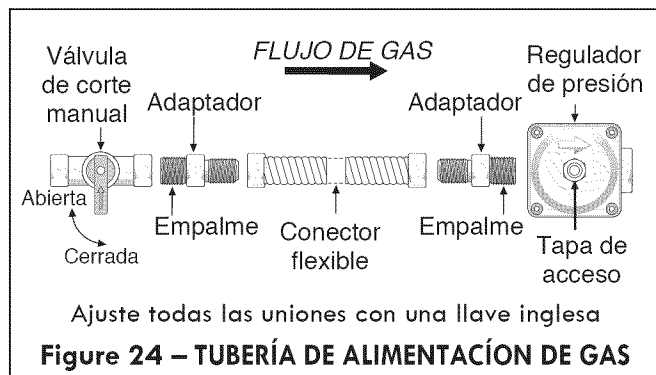 FLUJO DE GAS
Válvula
de corte
manual
Adaptador
Adaptador
Regulador
de presión
Abierta
Cerrada
Empalme
Conector
flexible
Empalme
Tapa de
acceso
Ajuste todas las uniones con una llave inglesa
Figure 24 – TUBERÍA DE ALIMENTACÍON DE GAS